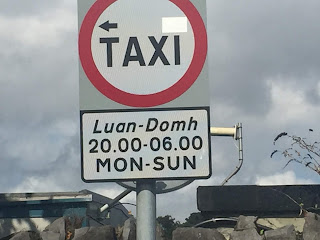 TAXI
Luan-Domh
20.00-06.00
MON-SUN